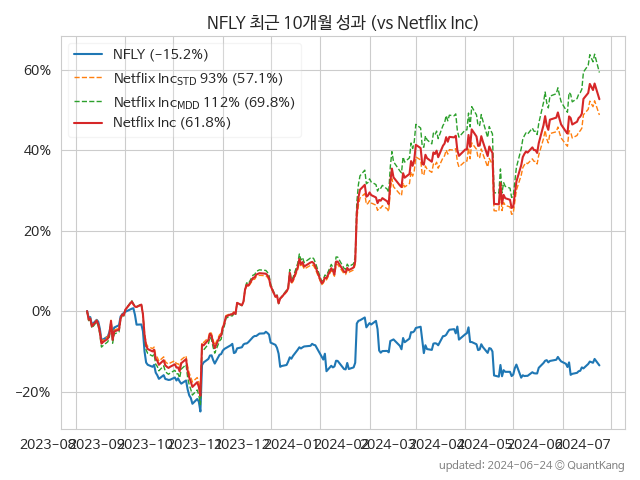 NFLY 최근 10개월 성과 (vs Netflix Inc)
NFLY (-15.2%)
Netflix IncSTD 93% (57.1%)
Netflix IncMDD 112% (69.8%)
Netflix Inc (61.8%)
60%
40%
20%
0%
−20%
2023-08 2023-09 2023-10 2023-11 2023-12 2024-01 2024-02 2024-03 2024-04 2024-05 2024-06 2024-07
updated: 2024-06-24 © QuantKang